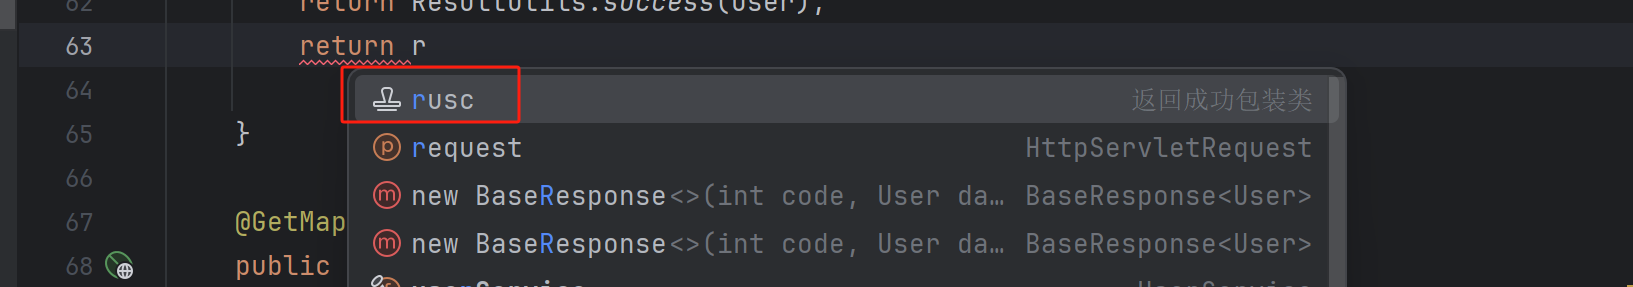 62 return ResultUtils.success(user);
63 return r
64 rusc 返回成功包装类
65 } request HttpServletRequest
66 new BaseResponse<>(int code, User da… BaseResponse<User>
67 @GetMap new BaseResponse<>(int code, User da… BaseResponse<User>
68 public userService UserService